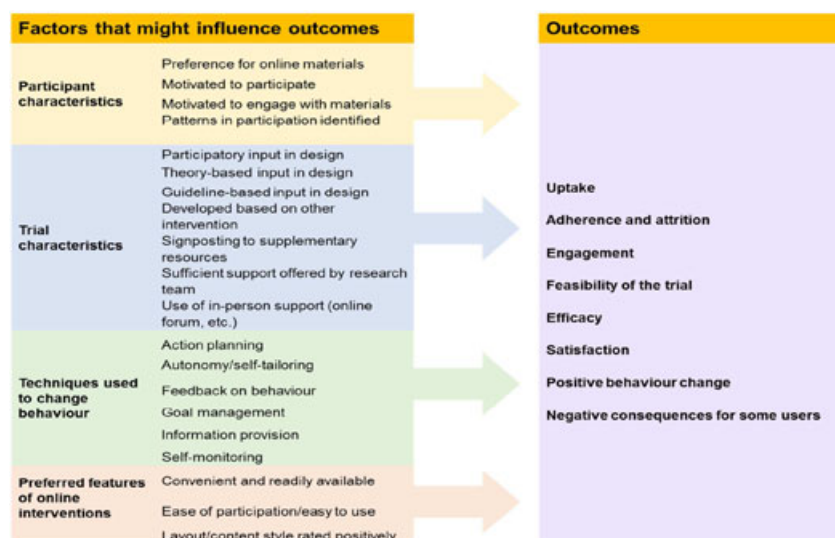 Factors that might influence outcomes
Participant
characteristics
Preference for online materials
Motivated to participate
Motivated to engage with materials
Patterns in participation identified
Trial
characteristics
Participatory input in design
Theory-based input in design
Guideline-based input in design
Developed based on other
intervention
Signposting to supplementary
resources
Sufficient support offered by research
team
Use of in-person support (online
forum, etc.)
Techniques used
to change
behaviour
Action planning
Autonomy/self-tailoring
Feedback on behaviour
Goal management
Information provision
Self-monitoring
Preferred features
of online
interventions
Convenient and readily available
Ease of participation/easy to use
Layout/content style rated positively
Outcomes
Uptake
Adherence and attrition
Engagement
Feasibility of the trial
Efficacy
Satisfaction
Positive behaviour change
Negative consequences for some users